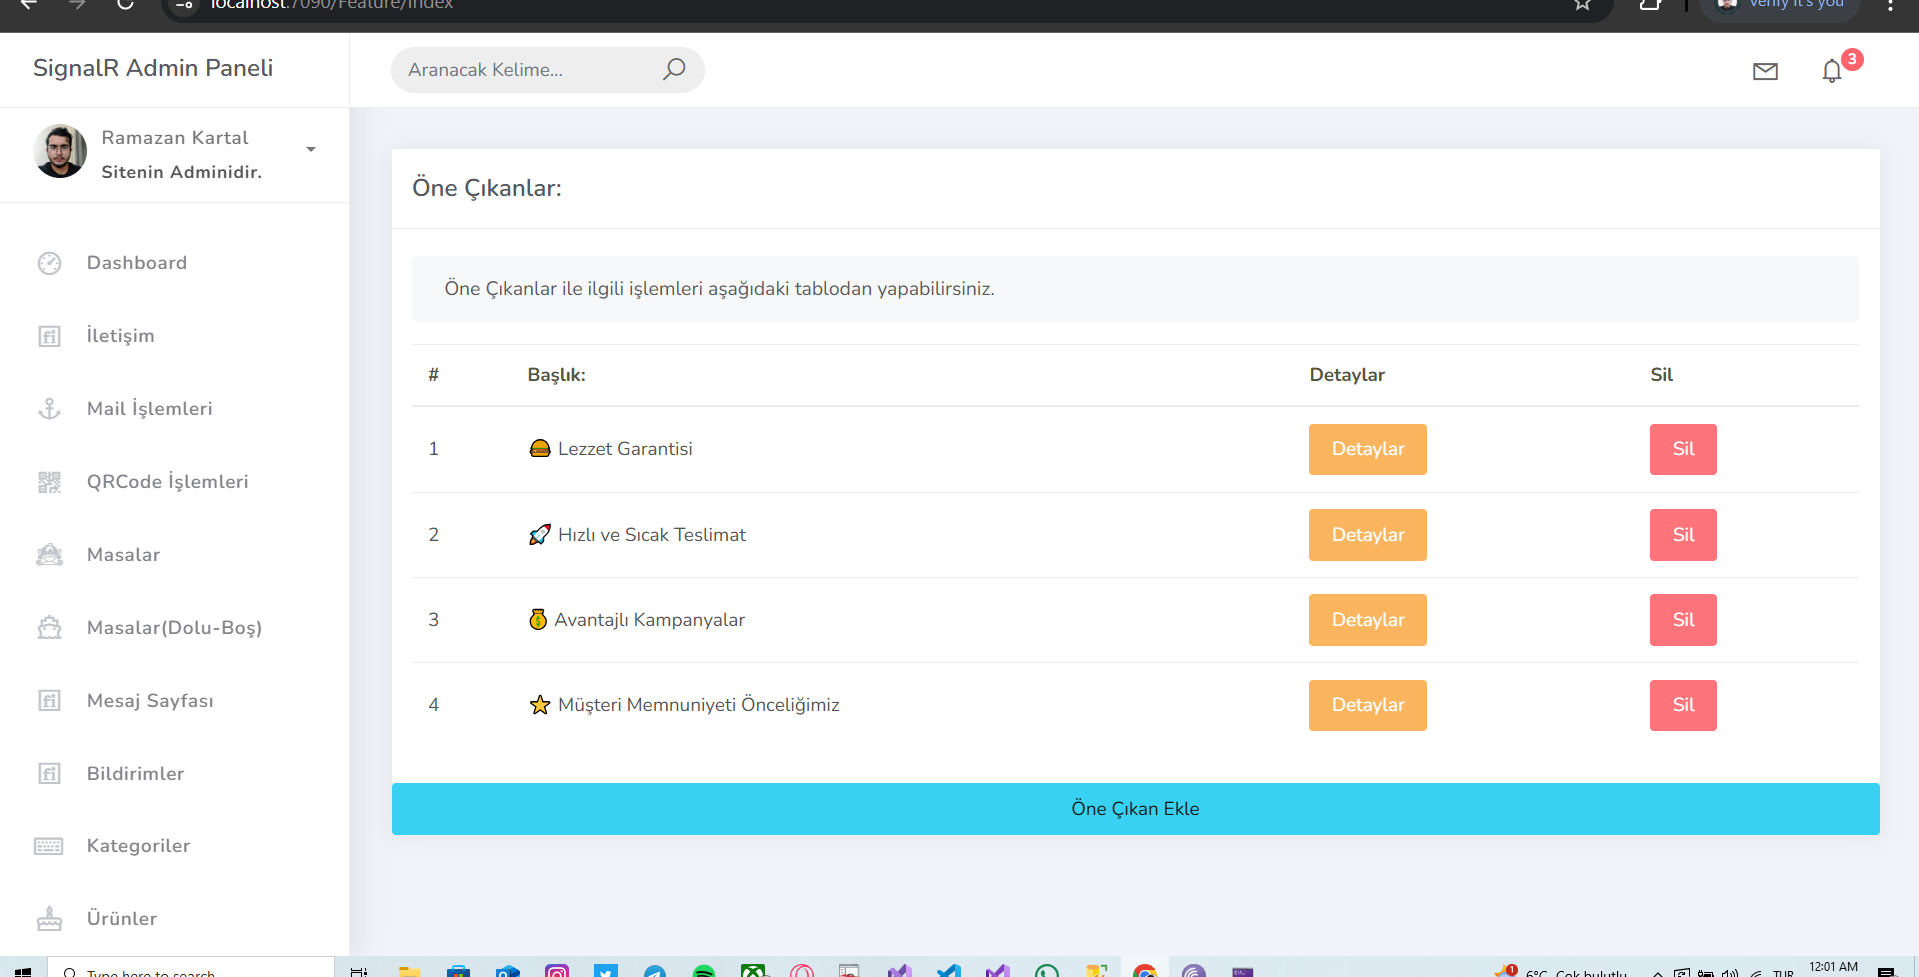 localhost:7090/Feature/Index
Verify it's you
SignalR Admin Paneli
Aranacak Kelime...
3
Ramazan Kartal
Sitenin Adminidir.
Dashboard
İletişim
Mail İşlemleri
QRCode İşlemleri
Masalar
Masalar(Dolu-Boş)
Mesaj Sayfası
Bildirimler
Kategoriler
Ürünler
Öne Çıkanlar:
Öne Çıkanlar ile ilgili işlemleri aşağıdaki tablodan yapabilirsiniz.
# Başlık: Detaylar Sil
1 🍔 Lezzet Garantisi Detaylar Sil
2 🚀 Hızlı ve Sıcak Teslimat Detaylar Sil
3 💰 Avantajlı Kampanyalar Detaylar Sil
4 ⭐ Müşteri Memnuniyeti Önceliğimiz Detaylar Sil
Öne Çıkan Ekle
Type here to search
1
6°C Çok bulutlu
TUR
12:01 AM